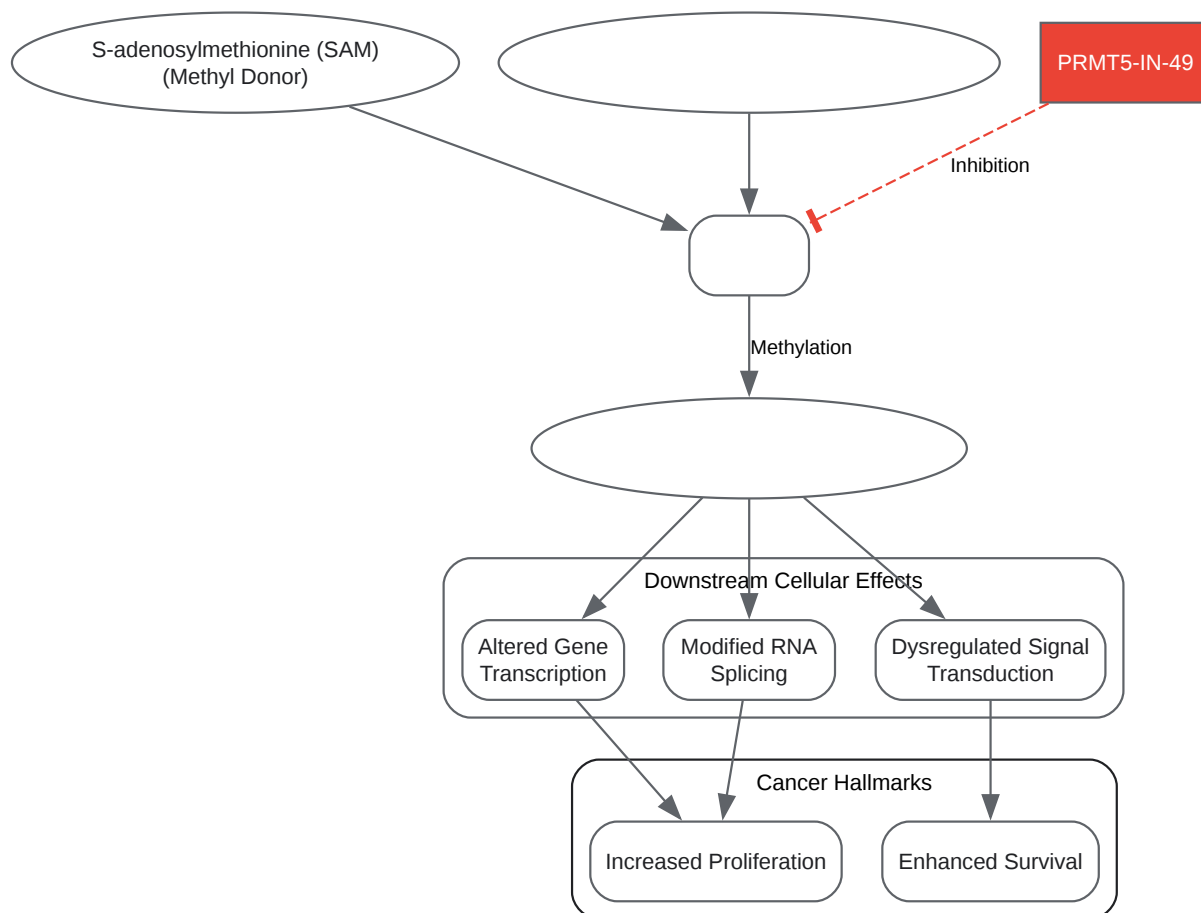 S-adenosylmethionine (SAM)
(Methyl Donor)
PRMT5-IN-49
Inhibition
Methylation
Downstream Cellular Effects
Altered Gene
Transcription
Modified RNA
Splicing
Dysregulated Signal
Transduction
Cancer Hallmarks
Increased Proliferation
Enhanced Survival